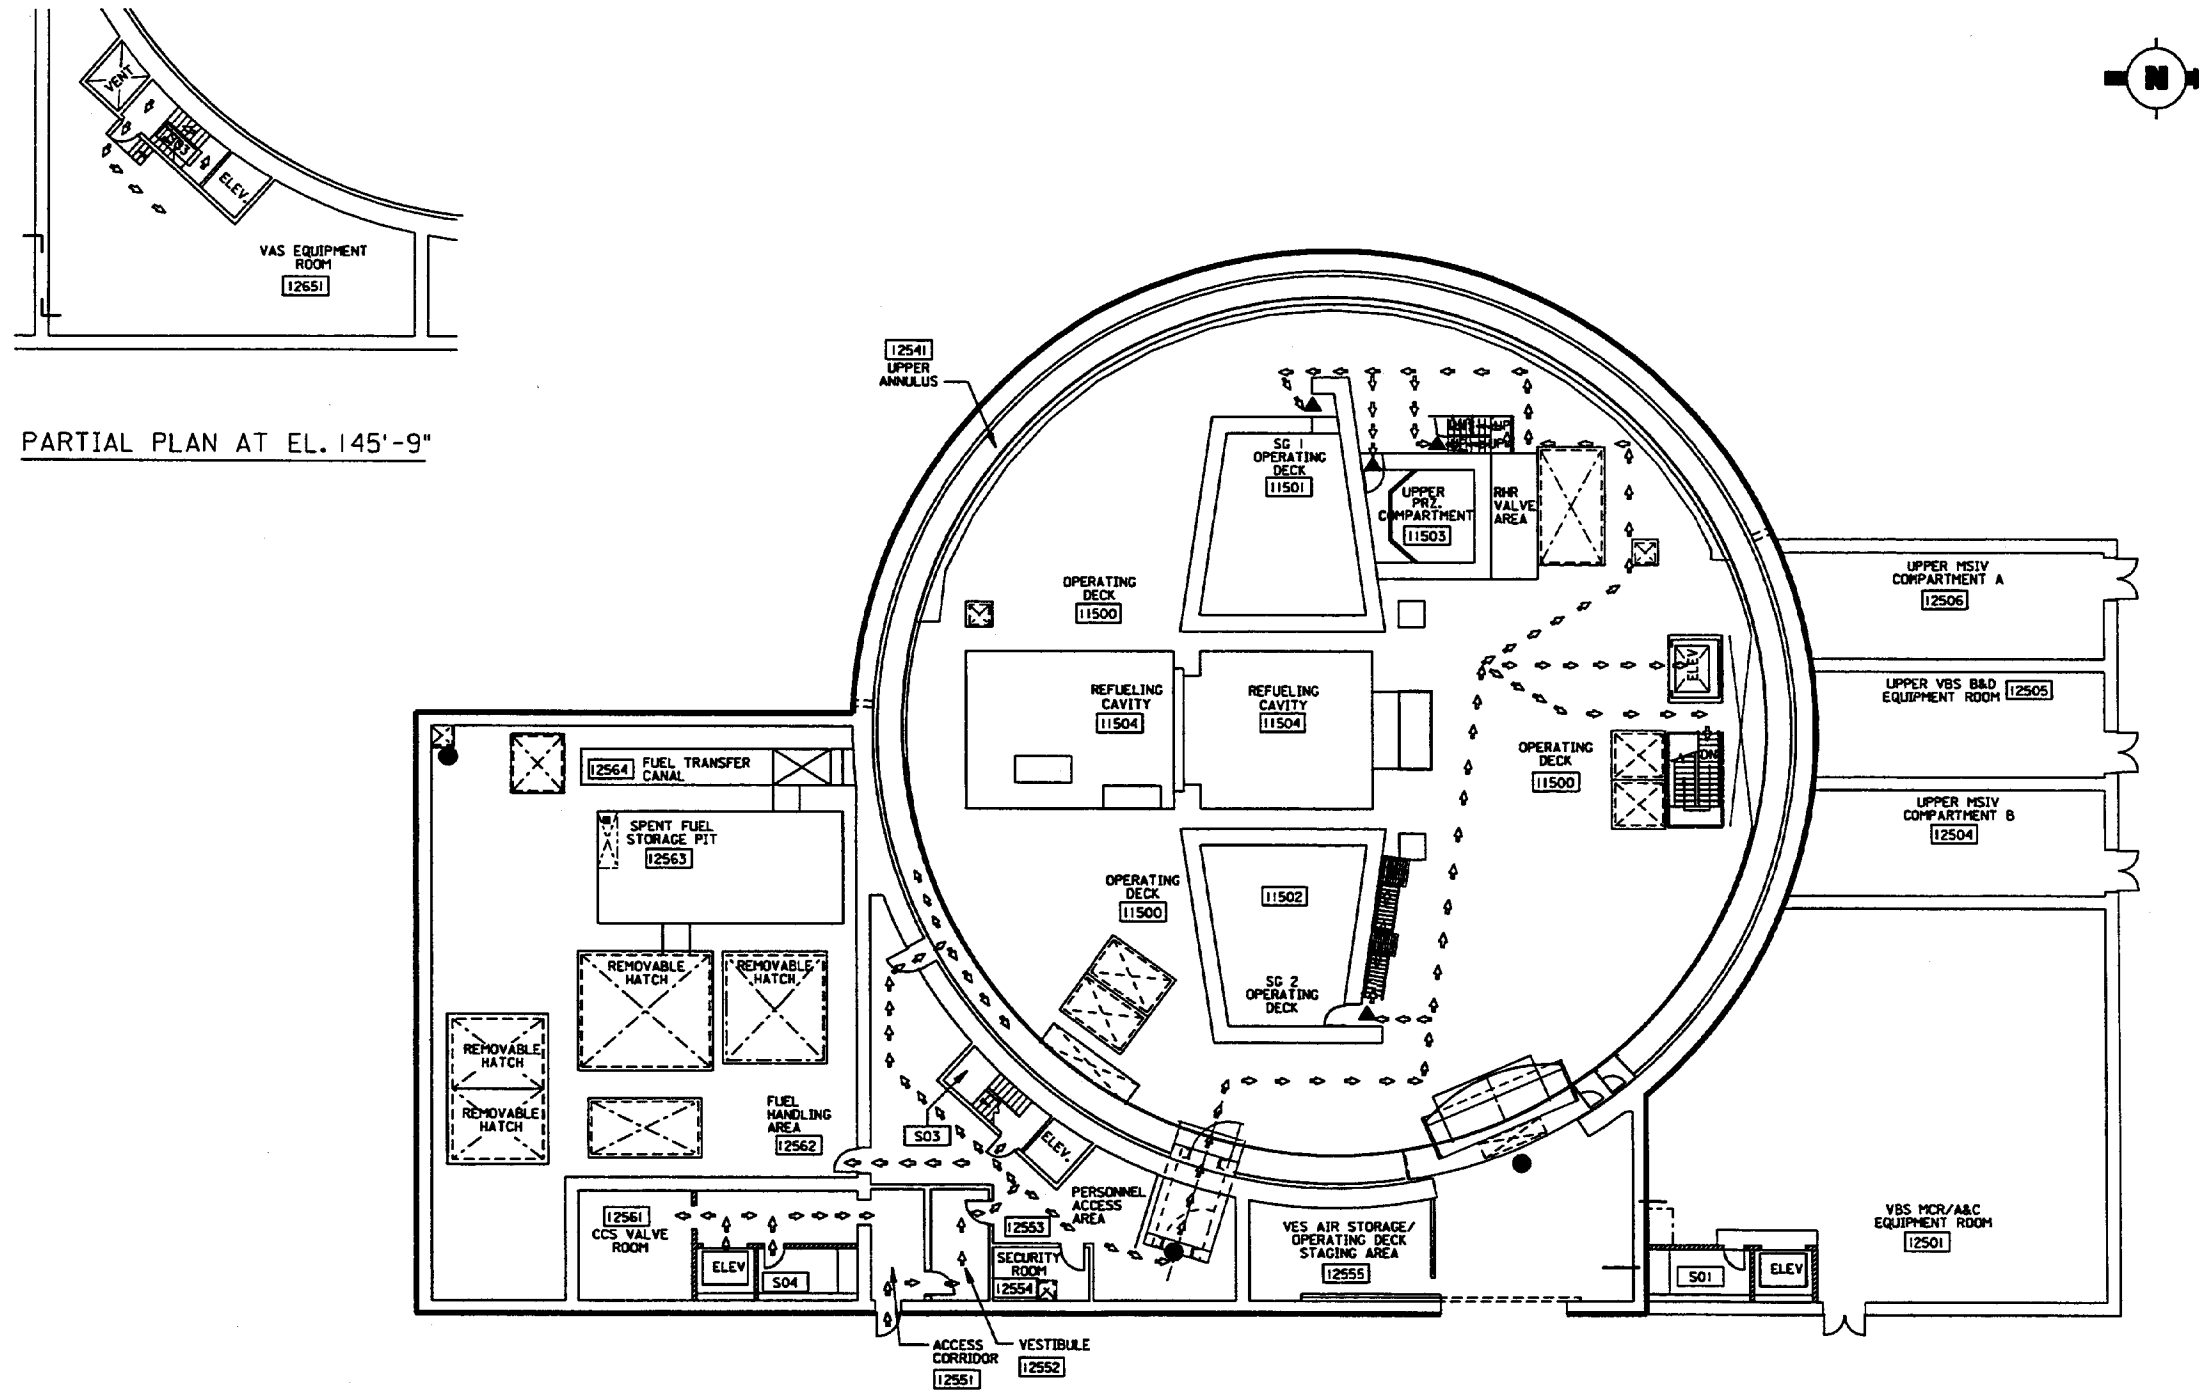 VENT
S03
ELEV.
VAS EQUIPMENT
ROOM
12651
PARTIAL PLAN AT EL. 145'-9"
N
12541
UPPER
ANNULUS
SG 1
OPERATING
DECK
11501
DN
UP
UP
UP
UPPER
PRZ.
COMPARTMENT
11503
RHR
VALVE
AREA
OPERATING
DECK
11500
UPPER MSIV
COMPARTMENT A
12506
ELEV
REFUELING
CAVITY
11504
REFUELING
CAVITY
11504
UPPER VBS B&D
EQUIPMENT ROOM
12505
OPERATING
DECK
11500
DN
12564
FUEL TRANSFER
CANAL
UPPER MSIV
COMPARTMENT B
12504
SPENT FUEL
STORAGE PIT
12563
OPERATING
DECK
11500
11502
REMOVABLE
HATCH
REMOVABLE
HATCH
SG 2
OPERATING
DECK
REMOVABLE
HATCH
REMOVABLE
HATCH
FUEL
HANDLING
AREA
12562
S03
ELEV.
PERSONNEL
ACCESS
AREA
12553
12561
CCS VALVE
ROOM
ELEV
S04
SECURITY
ROOM
12554
VES AIR STORAGE/
OPERATING DECK
STAGING AREA
12555
VBS MCR/A&C
EQUIPMENT ROOM
12501
S01
ELEV
ACCESS
CORRIDOR
12551
VESTIBULE
12552